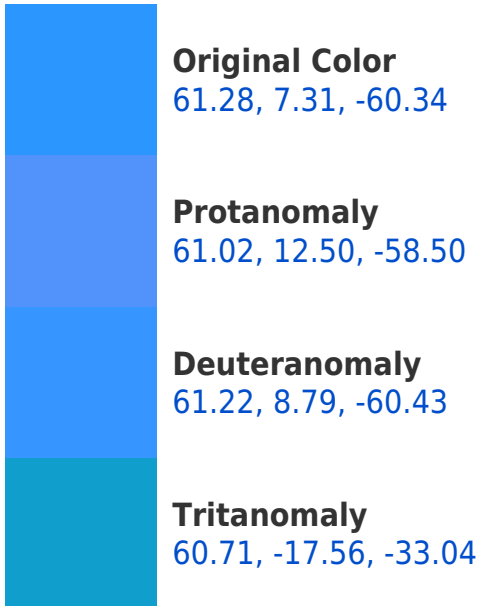 Original Color
61.28, 7.31, -60.34
Protanomaly
61.02, 12.50, -58.50
Deuteranomaly
61.22, 8.79, -60.43
Tritanomaly
60.71, -17.56, -33.04